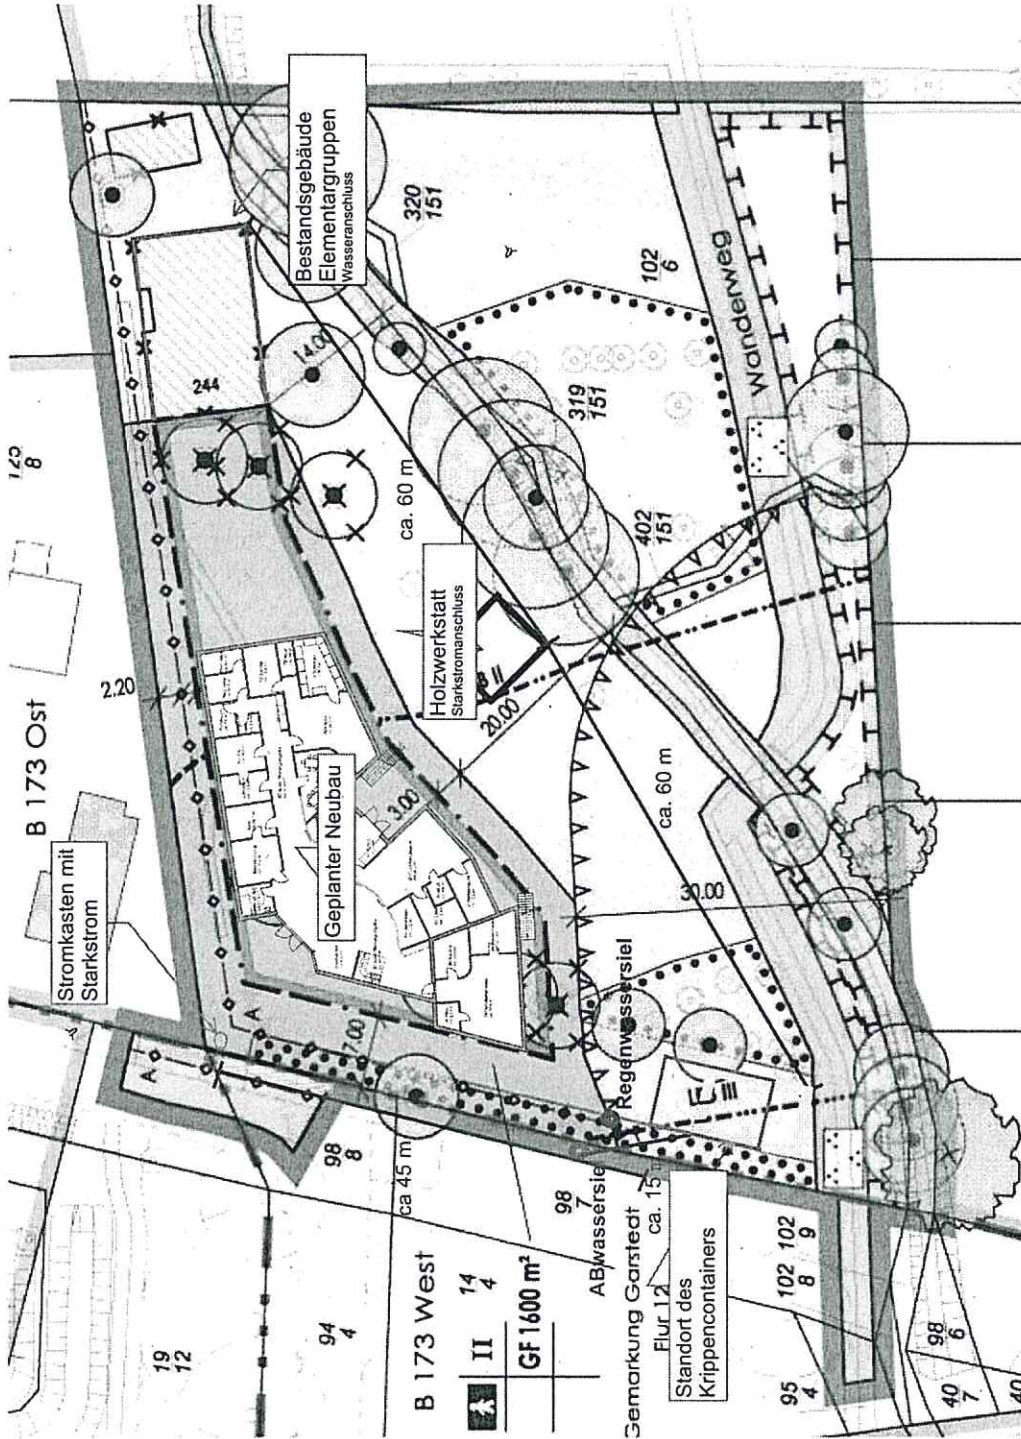 B 173 Ost
Stromkasten mit
Starkstrom
2.20
244
14.00
Bestandsgebäude
Elementargruppen
Wasseranschluss
320
151
102
6
Wanderweg
319
151
ca. 60 m
402
151
Holzwerkstatt
Starkstromanschluss
20.00
Geplanter Neubau
3.00
ca. 60 m
30.00
A
A
7.00
Regenwassersiel
98
8
ca 45 m
98
7
ABwassersiel
B 173 West
14
4
II
GF 1600 m²
Gemarkung Garstedt
Flur 12
ca. 15
Standort des
Krippencontainers
19
12
94
4
95
4
102
8
102
9
98
6
40
7
40